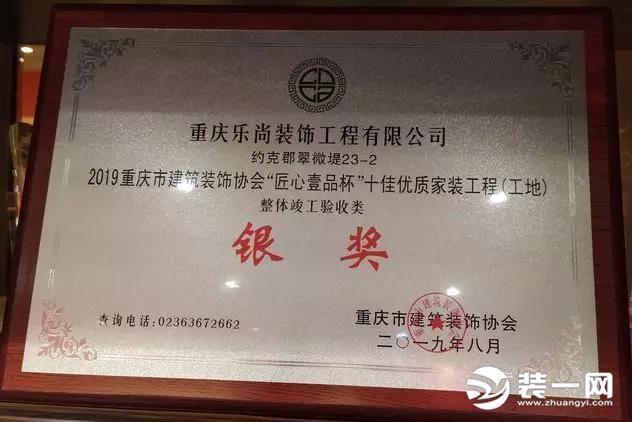 重庆乐尚装饰工程有限公司
约克郡翠微堤23-2
2019重庆市建筑装饰协会“匠心壹品杯”十佳优质家装工程(工地)
整体竣工验收类
银奖
查询电话:02363672662
重庆市建筑装饰协会
二〇一九年八月
装一网
www.zhuangyi.com